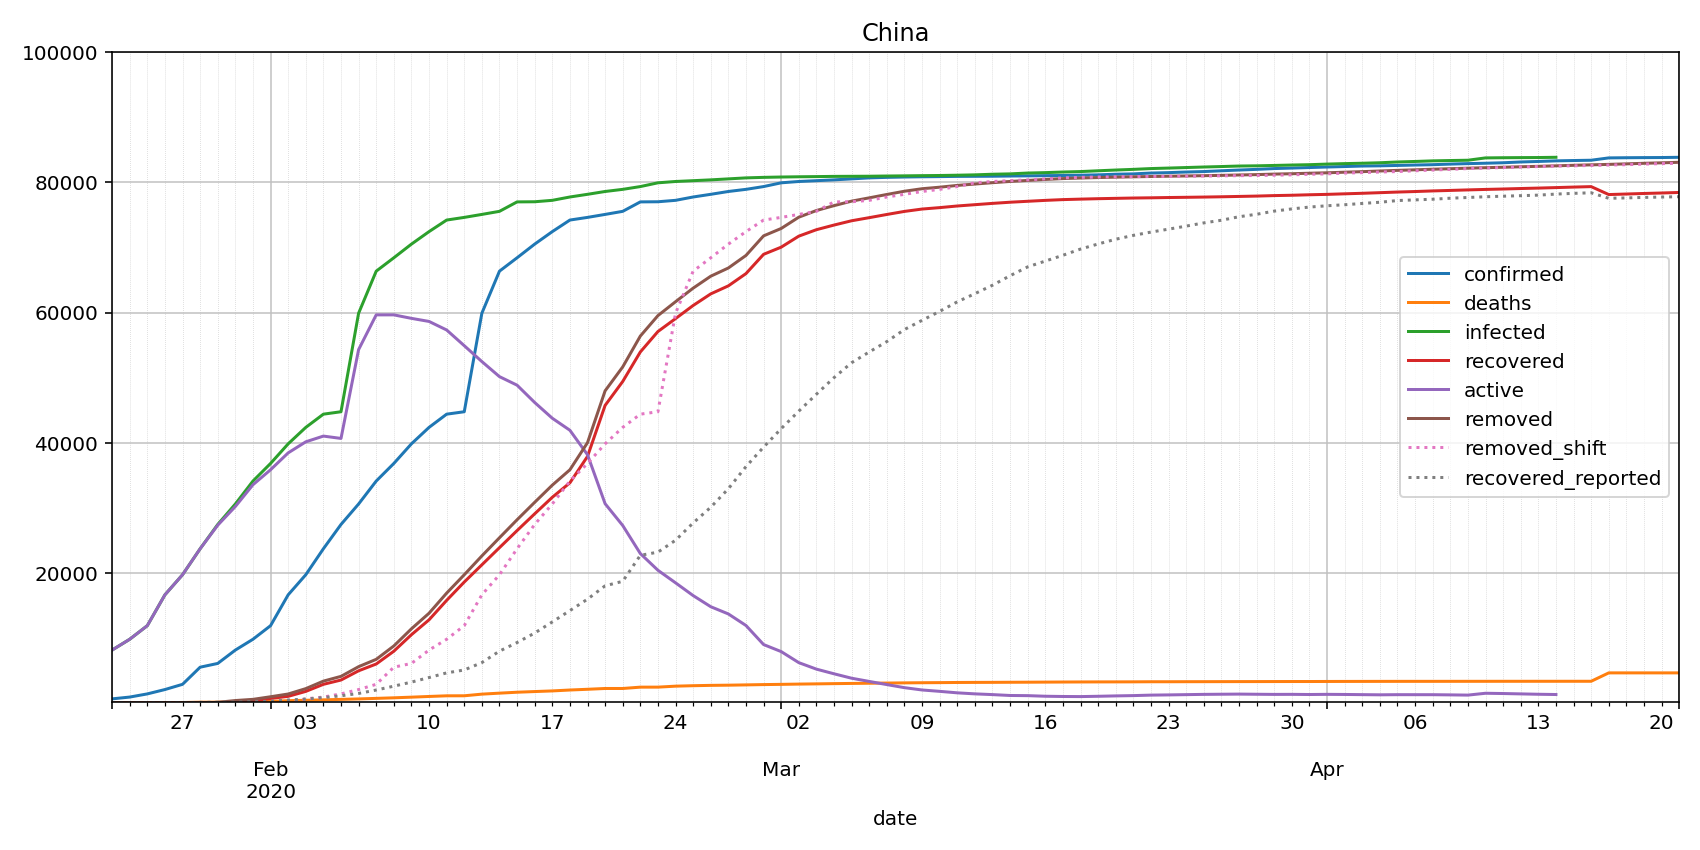 China
100000
80000
60000
40000
20000
27 03 10 17 24 02 09 16 23 30 06 13 20
Feb Mar Apr
2020
date
confirmed
deaths
infected
recovered
active
removed
removed_shift
recovered_reported